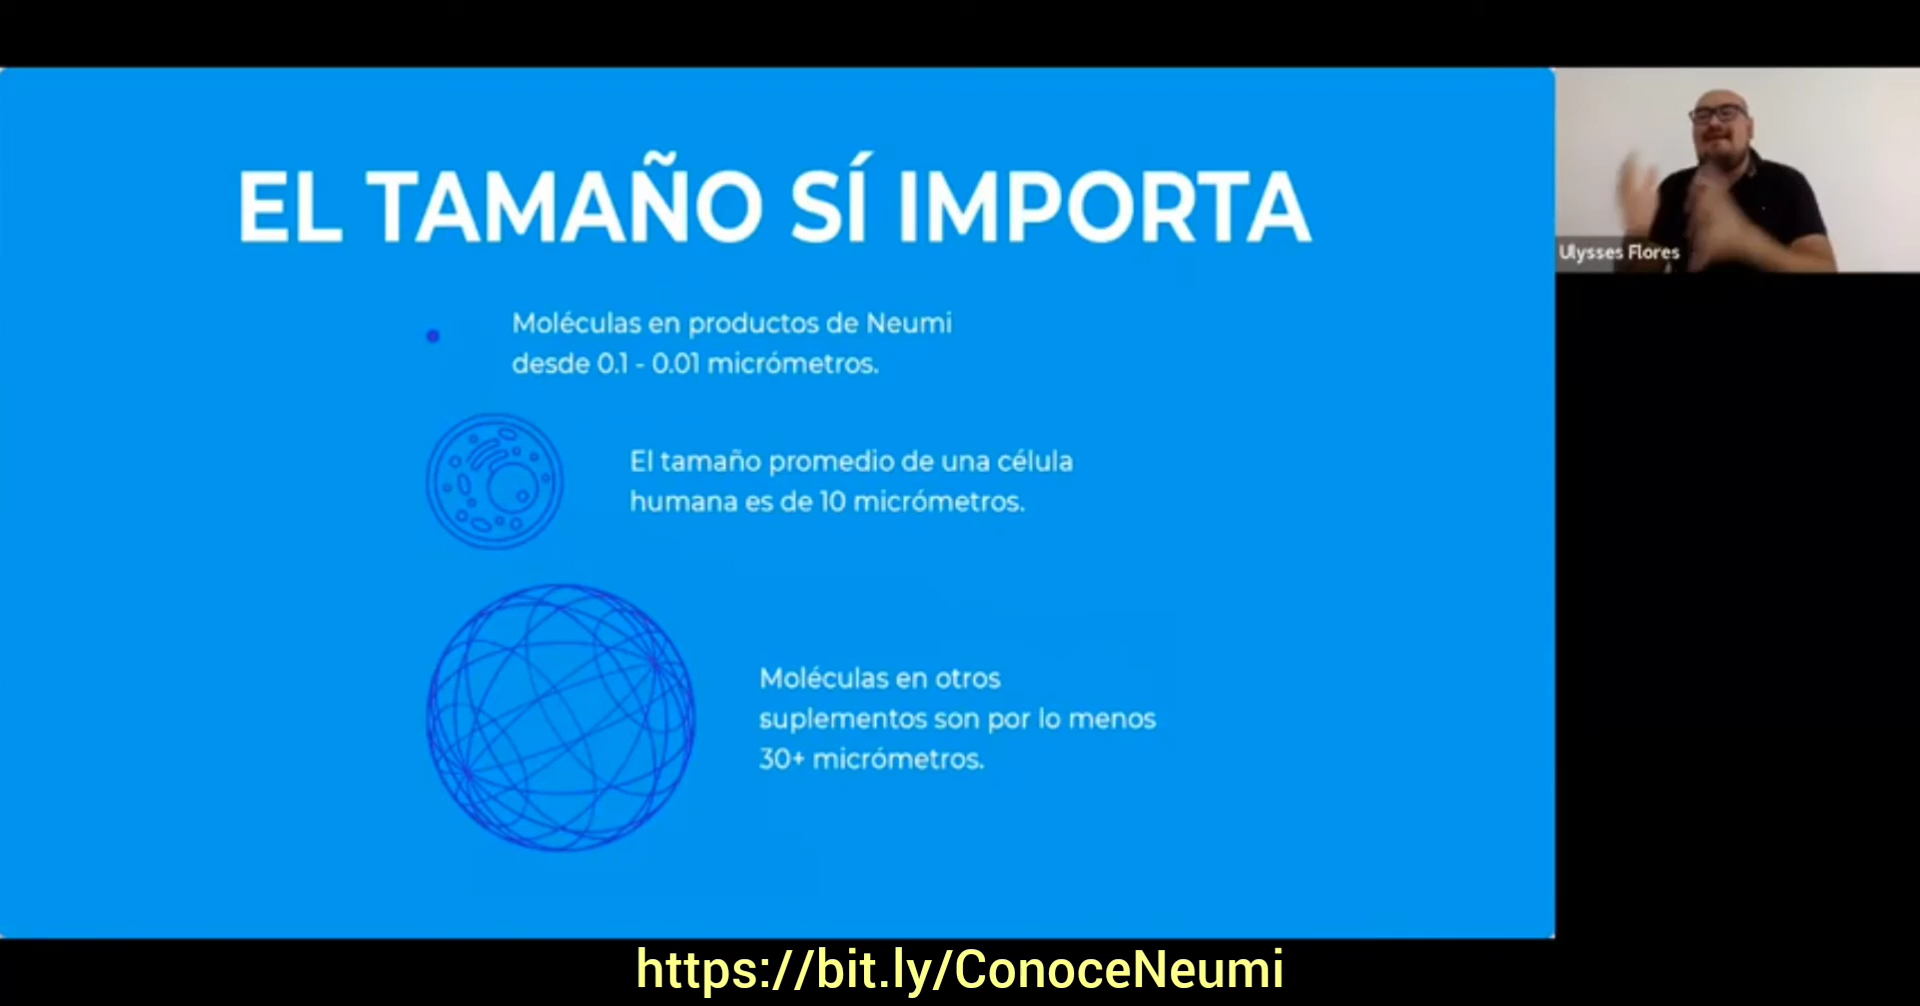 EL TAMAÑO SÍ IMPORTA
Moléculas en productos de Neumi
desde 0.1 - 0.01 micrómetros.
El tamaño promedio de una célula
humana es de 10 micrómetros.
Moléculas en otros
suplementos son por lo menos
30+ micrómetros.
Ulysses Flores
https://bit.ly/ConoceNeumi